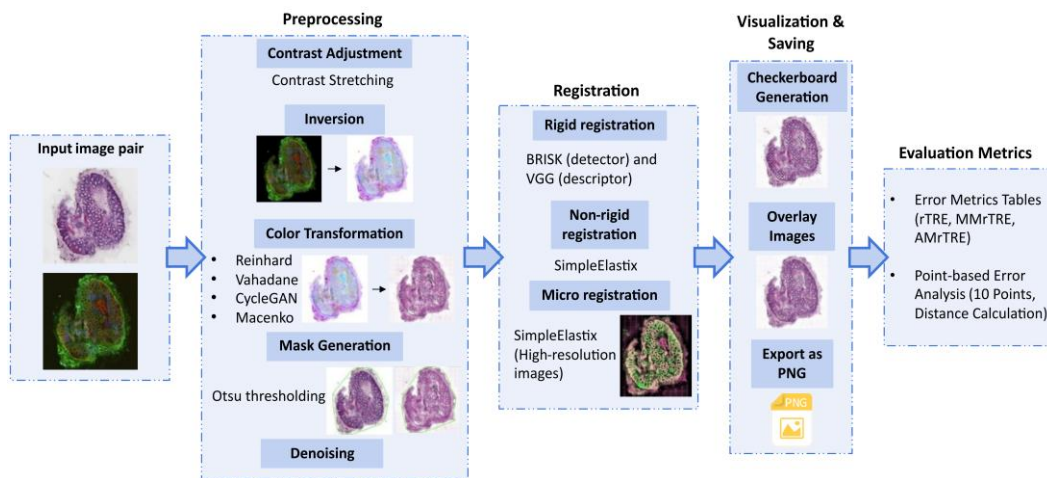 Input image pair
Preprocessing
Contrast Adjustment
Contrast Stretching
Inversion
Color Transformation
• Reinhard
• Vahadane
• CycleGAN
• Macenko
Mask Generation
Otsu thresholding
Denoising
Registration
Rigid registration
BRISK (detector) and
VGG (descriptor)
Non-rigid
registration
SimpleElastix
Micro registration
SimpleElastix
(High-resolution
images)
Visualization &
Saving
Checkerboard
Generation
Overlay
Images
Export as
PNG
PNG
Evaluation Metrics
• Error Metrics Tables
(rTRE, MMrTRE,
AMrTRE)
• Point-based Error
Analysis (10 Points,
Distance Calculation)